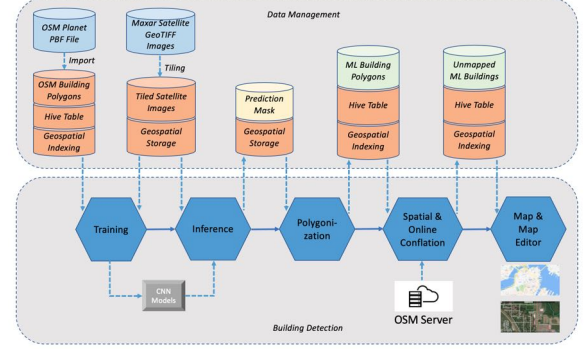 Data Management
OSM Planet
PBF File
Import
OSM Building
Polygons
Hive Table
Geospatial
Indexing
Maxar Satellite
GeoTIFF
Images
Tiling
Tiled Satellite
Images
Geospatial
Storage
Prediction
Mask
Geospatial
Storage
ML Building
Polygons
Hive Table
Geospatial
Indexing
Unmapped
ML Buildings
Hive Table
Geospatial
Indexing
Training
Inference
Polygoni-
zation
Spatial &
Online
Conflation
Map &
Map
Editor
CNN
Models
OSM Server
Building Detection